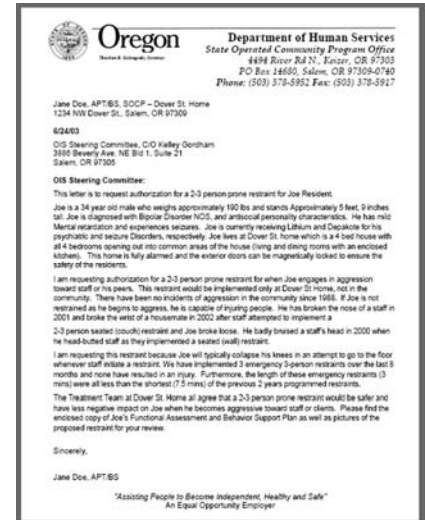 Oregon
Department of Human Services
State Operated Community Program Office
4494 River Rd N., Keizer, OR 97303
PO Box 14680, Salem, OR 97309-0740
Phone: (503) 378-5952 Fax: (503) 378-5917
Jane Doe, APT/BS, SOCP – Dover St. Home
1234 NW Dover St., Salem, OR 97309
6/24/03
OIS Steering Committee, C/O Kelley Gordham
3886 Beverly Ave, NE Bld 1, Suite 21
Salem, OR 97305
OIS Steering Committee:
This letter is to request authorization for a 2-3 person prone restraint for Joe Resident.
Joe is a 34 year old male who weighs approximately 190 lbs and stands Approximately 5 feet, 9 inches
tall. Joe is diagnosed with Bipolar Disorder NOS, and antisocial personality characteristics. He has mild
Mental retardation and experiences seizures. Joe is currently receiving Lithium and Depakote for his
psychiatric and seizure Disorders, respectively. Joe lives at Dover St. home which is a 4 bed house with
all 4 bedrooms opening out into common areas of the house (living and dining rooms with an enclosed
kitchen). This home is fully alarmed and the exterior doors can be magnetically locked to ensure the
safety of the residents.
I am requesting authorization for a 2-3 person prone restraint for when Joe engages in aggression
toward staff or his peers. This restraint would be implemented only at Dover St Home, not in the
community. There have been no incidents of aggression in the community since 1988. If Joe is not
restrained as he begins to aggress, he is capable of injuring people. He has broken the nose of a staff in
2001 and broke the wrist of a housemate in 2002 after staff attempted to implement a
2-3 person seated (couch) restraint and Joe broke loose. He badly bruised a staff's head in 2000 when
he head-butted staff as they implemented a seated (wall) restraint.
I am requesting this restraint because Joe will typically collapse his knees in an attempt to go to the floor
whenever staff initiate a restraint. We have implemented 3 emergency 3-person restraints over the last 8
months and none have resulted in an injury. Furthermore, the length of these emergency restraints (3
mins) were all less than the shortest (7.5 mins) of the previous 2 years programmed restraints.
The Treatment Team at Dover St. Home all agree that a 2-3 person prone restraint would be safer and
have less negative impact on Joe when he becomes aggressive toward staff or clients. Please find the
enclosed copy of Joe's Functional Assessment and Behavior Support Plan as well as pictures of the
proposed restraint for your review.
Sincerely,
Jane Doe, APT/BS
"Assisting People to Become Independent, Healthy and Safe"
An Equal Opportunity Employer